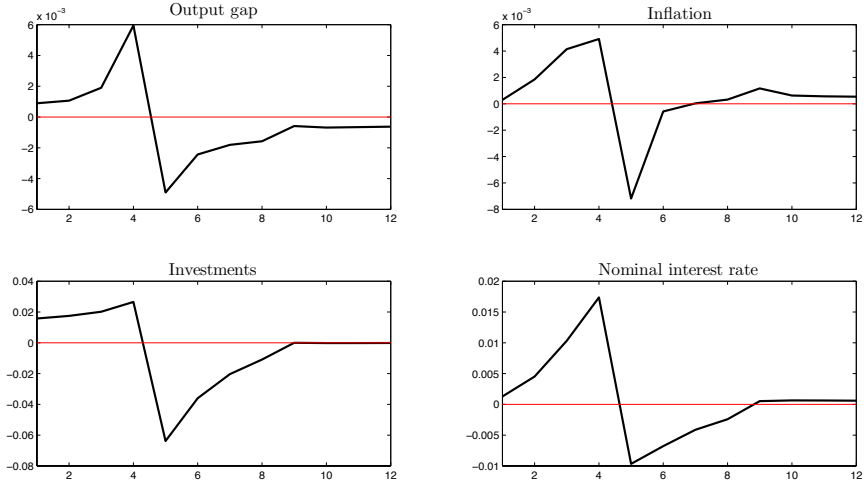 Output gap
x 10⁻³
6
4
2
0
−2
−4
−6
2 4 6 8 10 12
Inflation
x 10⁻³
6
4
2
0
−2
−4
−6
−8
2 4 6 8 10 12
Investments
0.04
0.02
0
−0.02
−0.04
−0.06
−0.08
2 4 6 8 10 12
Nominal interest rate
0.02
0.015
0.01
0.005
0
−0.005
−0.01
2 4 6 8 10 12